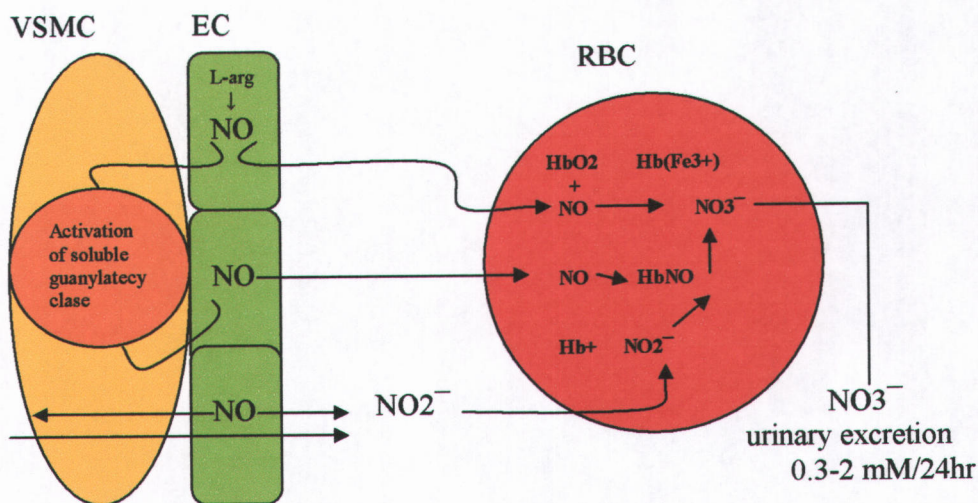 VSMC
EC
L-arg
↓
NO
Activation
of soluble
guanylatecy
clase
NO
NO
NO2⁻
RBC
HbO2 Hb(Fe3+)
+
NO NO3⁻
NO HbNO
Hb+ NO2⁻
NO3⁻
urinary excretion
0.3-2 mM/24hr